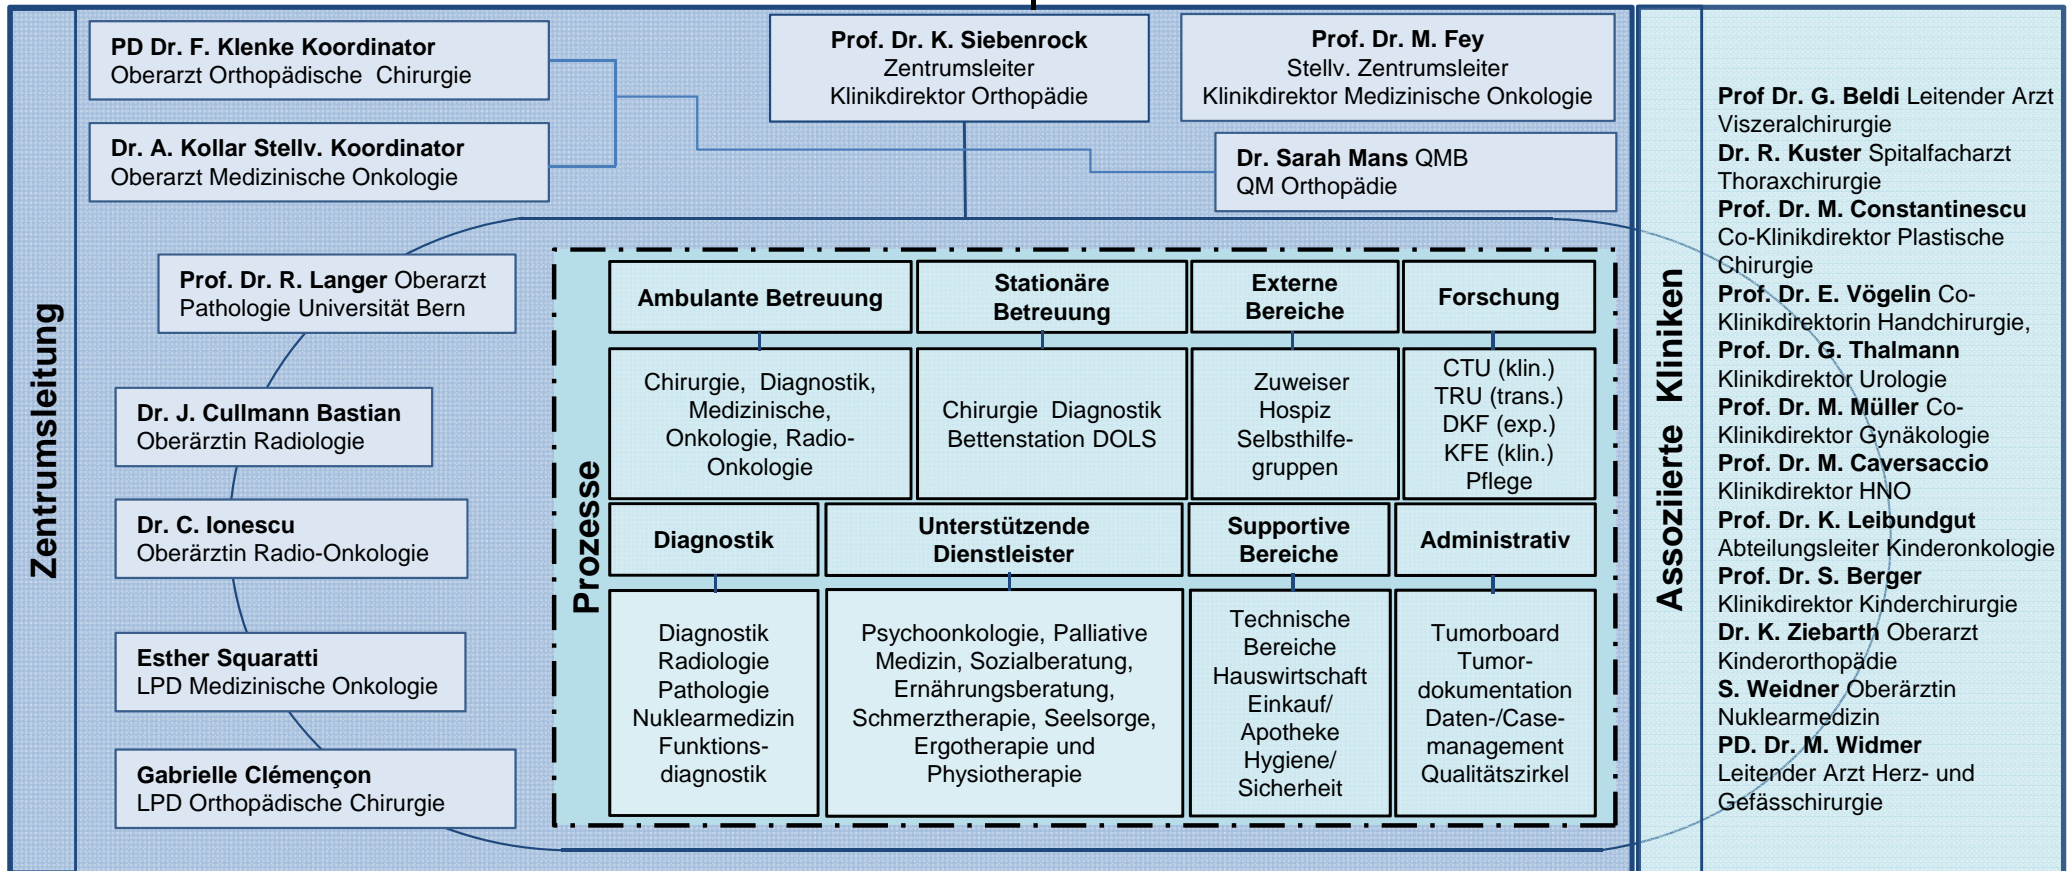 Zentrumsleitung
PD Dr. F. Klenke Koordinator
Oberarzt Orthopädische Chirurgie
Dr. A. Kollar Stellv. Koordinator
Oberarzt Medizinische Onkologie
Prof. Dr. K. Siebenrock
Zentrumsleiter
Klinikdirektor Orthopädie
Prof. Dr. M. Fey
Stellv. Zentrumsleiter
Klinikdirektor Medizinische Onkologie
Dr. Sarah Mans QMB
QM Orthopädie
Prof. Dr. R. Langer Oberarzt
Pathologie Universität Bern
Dr. J. Cullmann Bastian
Oberärztin Radiologie
Dr. C. Ionescu
Oberärztin Radio-Onkologie
Esther Squaratti
LPD Medizinische Onkologie
Gabrielle Clémençon
LPD Orthopädische Chirurgie
Prozesse
Ambulante Betreuung
Chirurgie, Diagnostik,
Medizinische,
Onkologie, Radio-
Onkologie
Stationäre
Betreuung
Chirurgie Diagnostik
Bettenstation DOLS
Externe
Bereiche
Zuweiser
Hospiz
Selbsthilfe-
gruppen
Forschung
CTU (klin.)
TRU (trans.)
DKF (exp.)
KFE (klin.)
Pflege
Diagnostik
Diagnostik
Radiologie
Pathologie
Nuklearmedizin
Funktions-
diagnostik
Unterstützende
Dienstleister
Psychoonkologie, Palliative
Medizin, Sozialberatung,
Ernährungsberatung,
Schmerztherapie, Seelsorge,
Ergotherapie und
Physiotherapie
Supportive
Bereiche
Technische
Bereiche
Hauswirtschaft
Einkauf/
Apotheke
Hygiene/
Sicherheit
Administrativ
Tumorboard
Tumor-
dokumentation
Daten-/Case-
management
Qualitätszirkel
Assoziierte Kliniken
Prof Dr. G. Beldi Leitender Arzt
Viszeralchirurgie
Dr. R. Kuster Spitalfacharzt
Thoraxchirurgie
Prof. Dr. M. Constantinescu
Co-Klinikdirektor Plastische
Chirurgie
Prof. Dr. E. Vögelin Co-
Klinikdirektorin Handchirurgie,
Prof. Dr. G. Thalmann
Klinikdirektor Urologie
Prof. Dr. M. Müller Co-
Klinikdirektor Gynäkologie
Prof. Dr. M. Caversaccio
Klinikdirektor HNO
Prof. Dr. K. Leibundgut
Abteilungsleiter Kinderonkologie
Prof. Dr. S. Berger
Klinikdirektor Kinderchirurgie
Dr. K. Ziebarth Oberarzt
Kinderorthopädie
S. Weidner Oberärztin
Nuklearmedizin
PD. Dr. M. Widmer
Leitender Arzt Herz- und
Gefässchirurgie